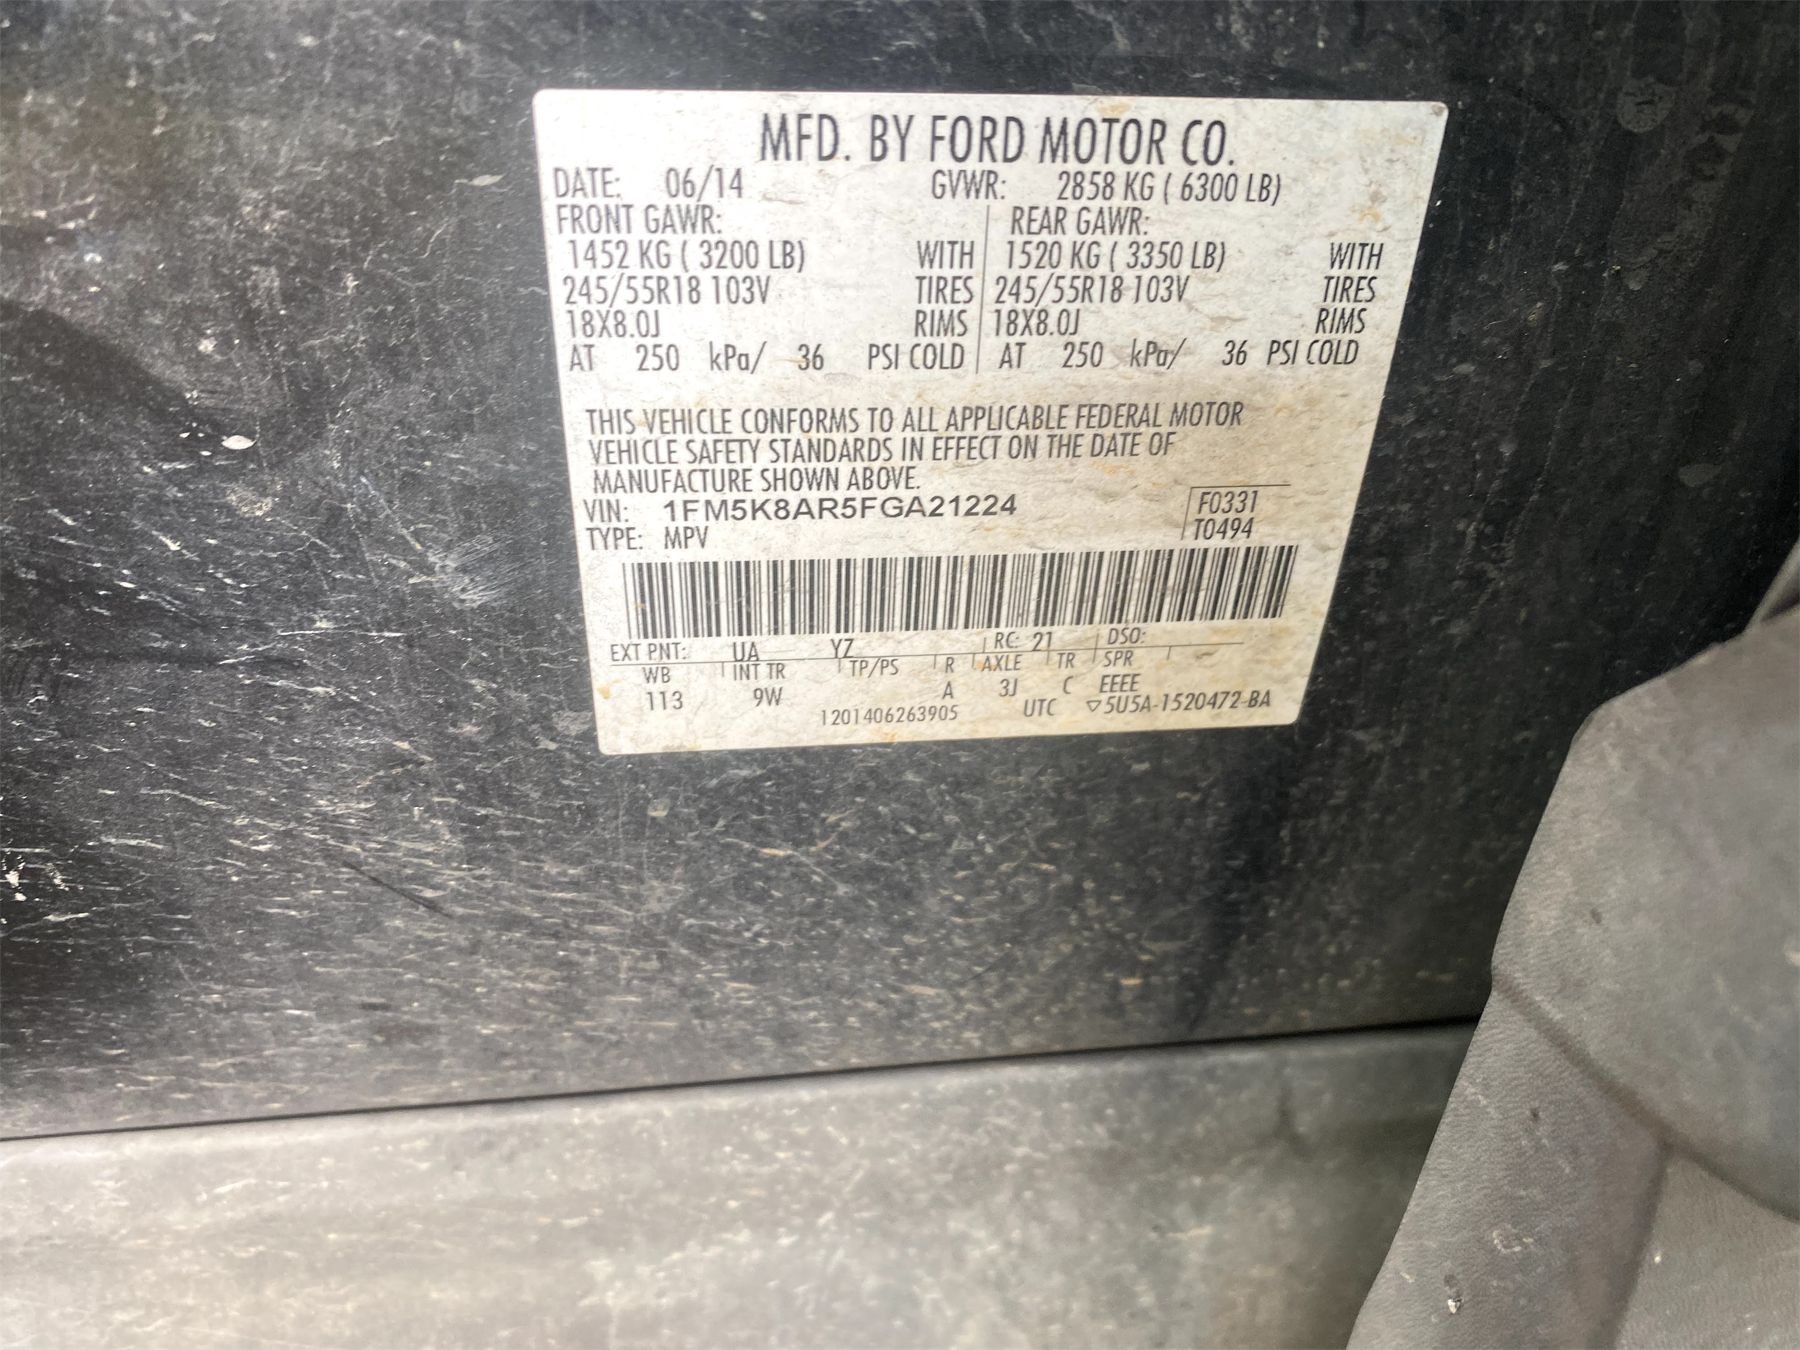 MFD. BY FORD MOTOR CO.
DATE: 06/14 GVWR: 2858 KG ( 6300 LB)
FRONT GAWR: REAR GAWR:
1452 KG ( 3200 LB) WITH 1520 KG ( 3350 LB) WITH
245/55R18 103V TIRES 245/55R18 103V TIRES
18X8.0J RIMS 18X8.0J RIMS
AT 250 kPa/ 36 PSI COLD AT 250 kPa/ 36 PSI COLD
THIS VEHICLE CONFORMS TO ALL APPLICABLE FEDERAL MOTOR
VEHICLE SAFETY STANDARDS IN EFFECT ON THE DATE OF
MANUFACTURE SHOWN ABOVE.
VIN: 1FM5K8AR5FGA21224 F0331
TYPE: MPV T0494
EXT PNT: UA YZ RC: 21 DSO:
WB INT TR TP/PS R AXLE TR SPR
113 9W A 3J C EEEE
1201406263905 UTC ▽5U5A-1520472-BA